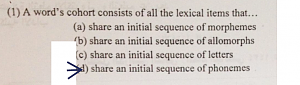 (1) A word's cohort consists of all the lexical items that…
(a) share an initial sequence of morphemes
(b) share an initial sequence of allomorphs
(c) share an initial sequence of letters
d) share an initial sequence of phonemes